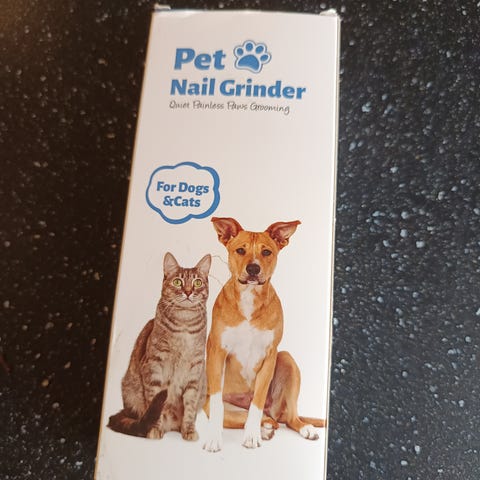 Pet
Nail Grinder
Quiet Painless Paws Grooming
For Dogs
&Cats